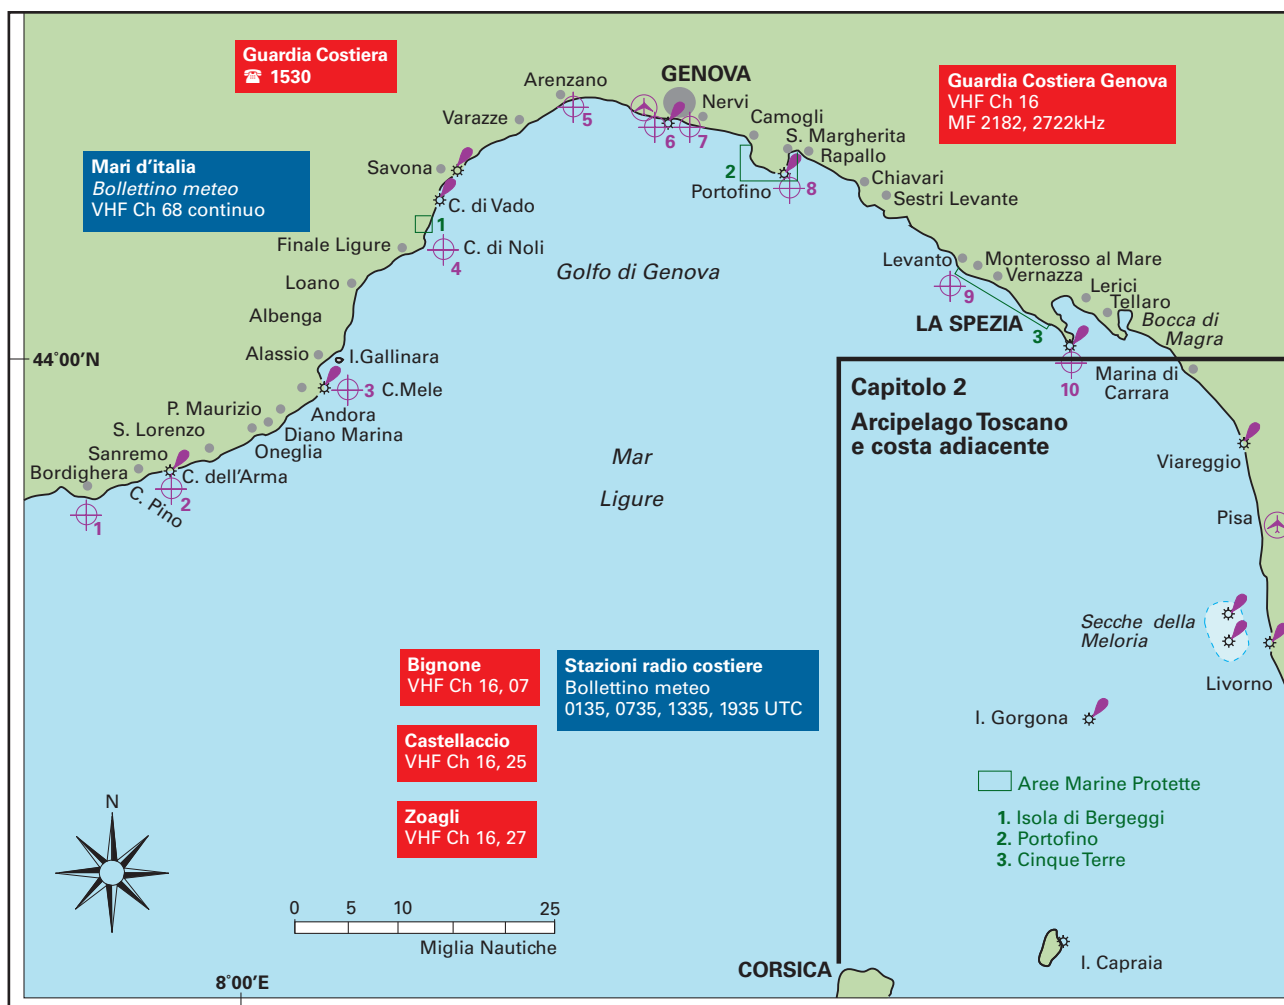 Guardia Costiera
☎ 1530
Arenzano
GENOVA
Nervi
Guardia Costiera Genova
VHF Ch 16
MF 2182, 2722kHz
Varazze
5
6
7
Camogli
S. Margherita
Rapallo
Mari d'italia
Bollettino meteo
VHF Ch 68 continuo
Savona
2
Portofino
8
Chiavari
Sestri Levante
C. di Vado
1
Finale Ligure
C. di Noli
4
Golfo di Genova
Levanto
Monterosso al Mare
Vernazza
9
Loano
Lerici
Tellaro
Albenga
LA SPEZIA
3
Bocca di
Magra
44°00'N
Alassio
I.Gallinara
10
Marina di
Carrara
3
C.Mele
Capitolo 2
Arcipelago Toscano
e costa adiacente
P. Maurizio
Andora
S. Lorenzo
Diano Marina
Oneglia
Sanremo
Bordighera
C. dell'Arma
C. Pino
2
1
Mar
Ligure
Viareggio
Pisa
Secche della
Meloria
Livorno
Bignone
VHF Ch 16, 07
Stazioni radio costiere
Bollettino meteo
0135, 0735, 1335, 1935 UTC
I. Gorgona
Castellaccio
VHF Ch 16, 25
Aree Marine Protette
N
Zoagli
VHF Ch 16, 27
1. Isola di Bergeggi
2. Portofino
3. Cinque Terre
0 5 10 25
Miglia Nautiche
8°00'E
CORSICA
I. Capraia